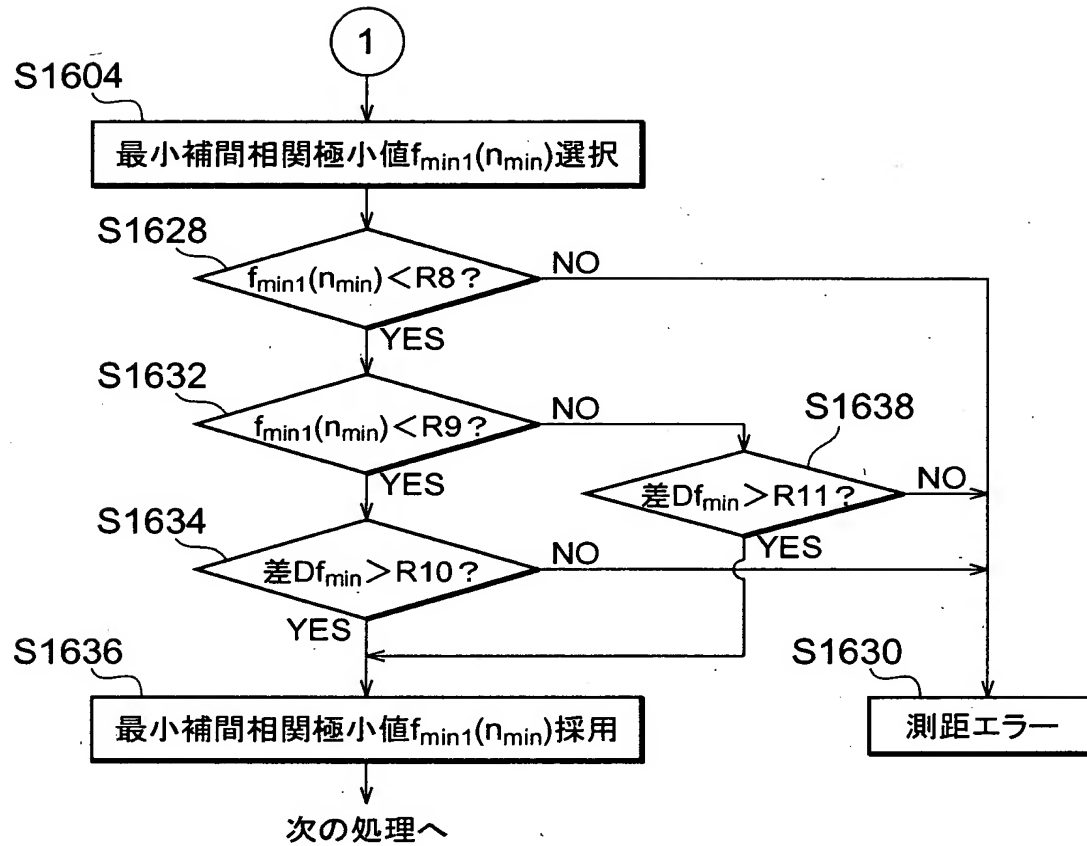 1
S1604
最小補間相関極小値fmin1(nmin)選択
S1628
fmin1(nmin)＜R8？
NO
YES
S1632
fmin1(nmin)＜R9？
NO
S1638
YES
差Dfmin＞R11？
NO
S1634
YES
差Dfmin＞R10？
NO
YES
S1636
S1630
最小補間相関極小値fmin1(nmin)採用
測距エラー
次の処理へ